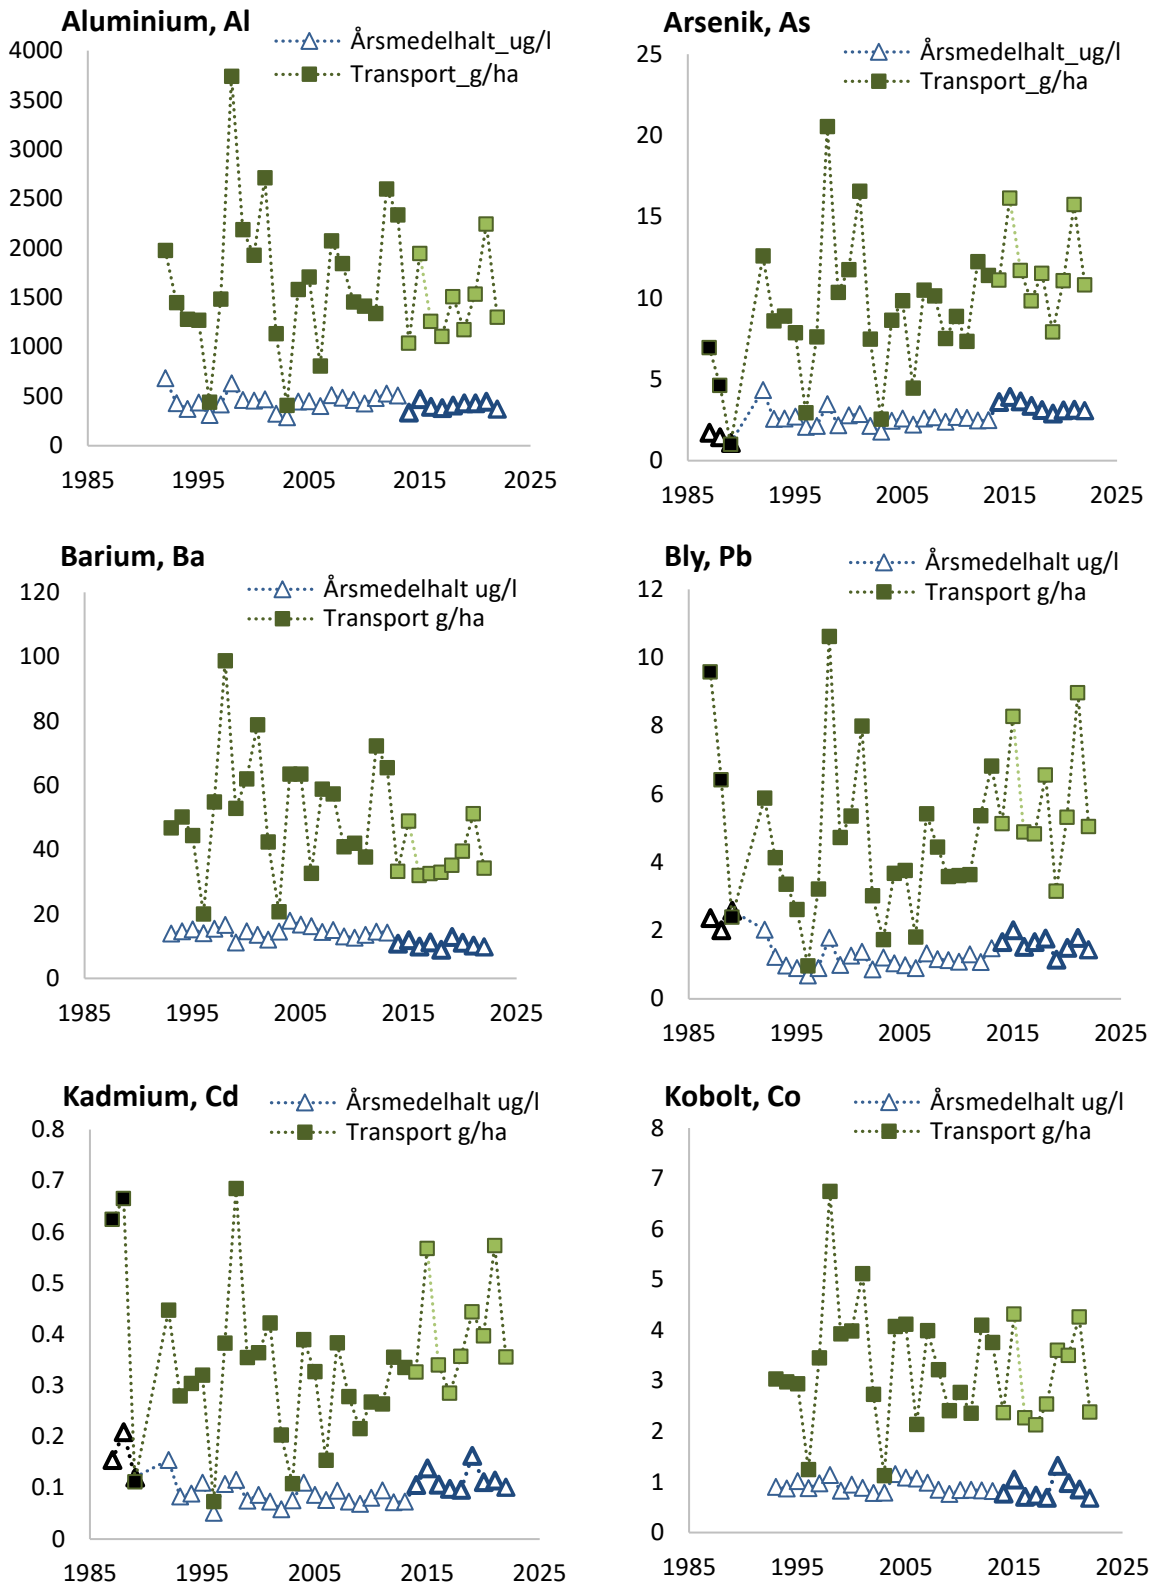 Aluminium, Al
Årsmedelhalt_ug/l
Transport_g/ha
4000
3500
3000
2500
2000
1500
1000
500
0
1985 1995 2005 2015 2025
Arsenik, As
Årsmedelhalt_ug/l
Transport_g/ha
25
20
15
10
5
0
1985 1995 2005 2015 2025
Barium, Ba
Årsmedelhalt ug/l
Transport g/ha
120
100
80
60
40
20
0
1985 1995 2005 2015 2025
Bly, Pb
Årsmedelhalt ug/l
Transport g/ha
12
10
8
6
4
2
0
1985 1995 2005 2015 2025
Kadmium, Cd
Årsmedelhalt ug/l
Transport g/ha
0.8
0.7
0.6
0.5
0.4
0.3
0.2
0.1
0
1985 1995 2005 2015 2025
Kobolt, Co
Årsmedelhalt ug/l
Transport g/ha
8
7
6
5
4
3
2
1
0
1985 1995 2005 2015 2025